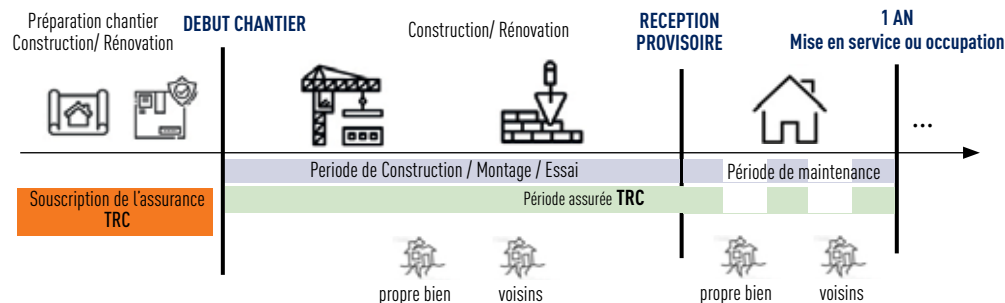 Préparation chantier
Construction/ Rénovation
DEBUT CHANTIER
Construction/ Rénovation
RECEPTION
PROVISOIRE
1 AN
Mise en service ou occupation
...
Periode de Construction / Montage / Essai
Période de maintenance
Souscription de l'assurance
TRC
Période assurée TRC
propre bien
voisins
propre bien
voisins